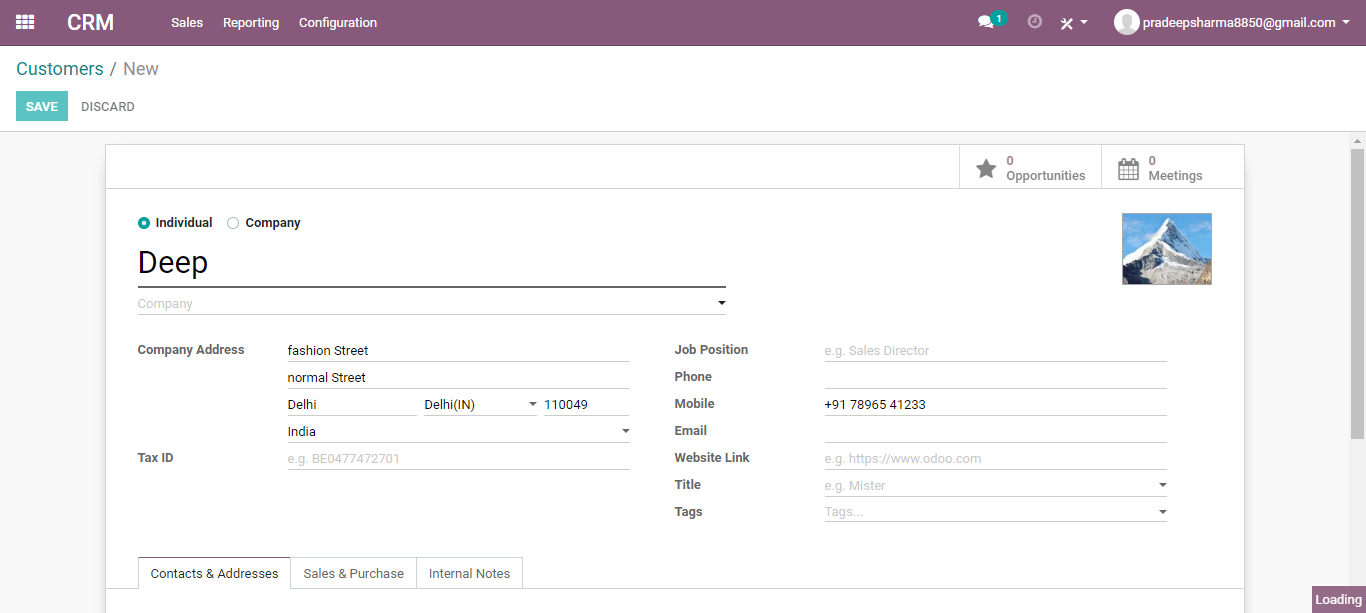 CRM Sales Reporting Configuration 1 pradeepsharma8850@gmail.com
Customers / New
SAVE DISCARD
0 Opportunities 0 Meetings
Individual Company
Deep
Company
Company Address fashion Street Job Position e.g. Sales Director
normal Street Phone
Delhi Delhi(IN) 110049 Mobile +91 78965 41233
India Email
Tax ID e.g. BE0477472701 Website Link e.g. https://www.odoo.com
Title e.g. Mister
Tags Tags...
Contacts & Addresses Sales & Purchase Internal Notes
Loading